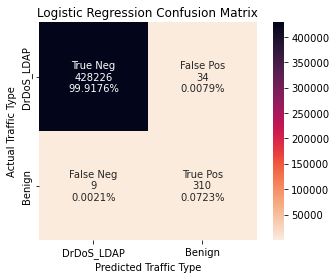 Logistic Regression Confusion Matrix
Actual Traffic Type
DrDoS_LDAP
Benign
True Neg
428226
99.9176%
False Pos
34
0.0079%
False Neg
9
0.0021%
True Pos
310
0.0723%
DrDoS_LDAP
Benign
Predicted Traffic Type
400000
350000
300000
250000
200000
150000
100000
50000